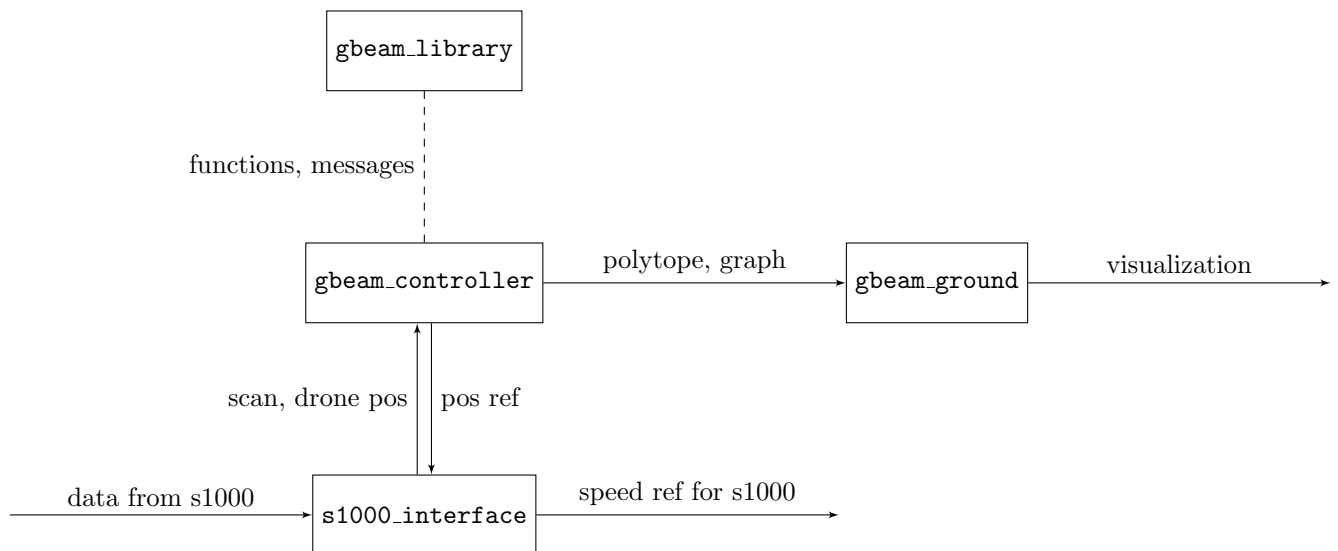 gbeam_library
functions, messages
gbeam_controller
polytope, graph
gbeam_ground
visualization
scan, drone pos
pos ref
data from s1000
s1000_interface
speed ref for s1000